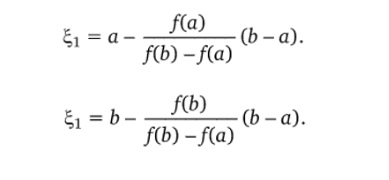 ξ₁ = a − f(a) / (f(b) − f(a)) (b − a).
ξ₁ = b − f(b) / (f(b) − f(a)) (b − a).